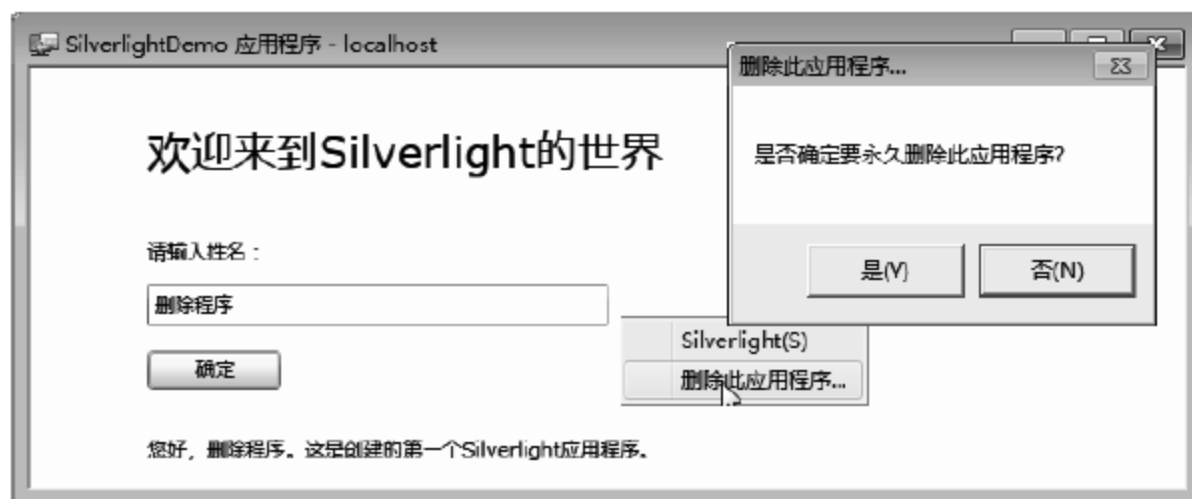 SilverlightDemo 应用程序 - localhost
删除此应用程序...
是否确定要永久删除此应用程序?
是(Y)
否(N)
欢迎来到Silverlight的世界
请输入姓名：
删除程序
确定
Silverlight(S)
删除此应用程序...
您好，删除程序。这是创建的第一个Silverlight应用程序。